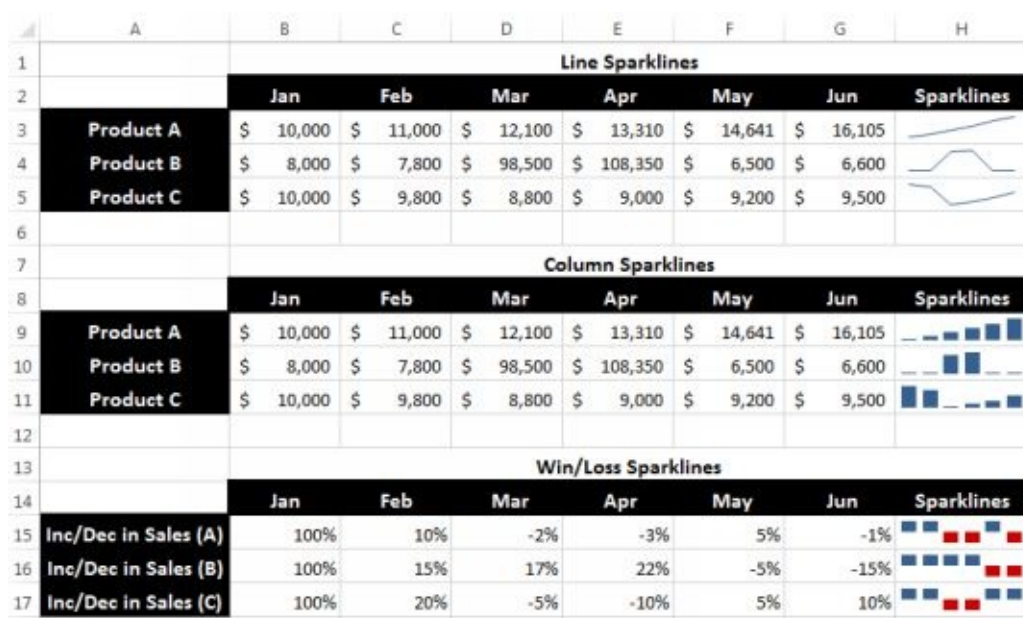 A B C D E F G H
1 Line Sparklines
2 Jan Feb Mar Apr May Jun Sparklines
3 Product A $ 10,000 $ 11,000 $ 12,100 $ 13,310 $ 14,641 $ 16,105
4 Product B $ 8,000 $ 7,800 $ 98,500 $ 108,350 $ 6,500 $ 6,600
5 Product C $ 10,000 $ 9,800 $ 8,800 $ 9,000 $ 9,200 $ 9,500
6
7 Column Sparklines
8 Jan Feb Mar Apr May Jun Sparklines
9 Product A $ 10,000 $ 11,000 $ 12,100 $ 13,310 $ 14,641 $ 16,105
10 Product B $ 8,000 $ 7,800 $ 98,500 $ 108,350 $ 6,500 $ 6,600
11 Product C $ 10,000 $ 9,800 $ 8,800 $ 9,000 $ 9,200 $ 9,500
12
13 Win/Loss Sparklines
14 Jan Feb Mar Apr May Jun Sparklines
15 Inc/Dec in Sales (A) 100% 10% -2% -3% 5% -1%
16 Inc/Dec in Sales (B) 100% 15% 17% 22% -5% -15%
17 Inc/Dec in Sales (C) 100% 20% -5% -10% 5% 10%